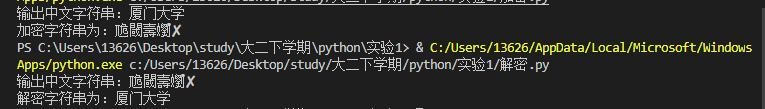 输出中文字符串：厦门大学
加密字符串为：
PS C:\Users\13626\Desktop\study\大二下学期\python\实验1> & C:/Users/13626/AppData/Local/Microsoft/Windows
Apps/python.exe c:/Users/13626/Desktop/study/大二下学期/python/实验1/解密.py
输出中文字符串：
解密字符串为：厦门大学